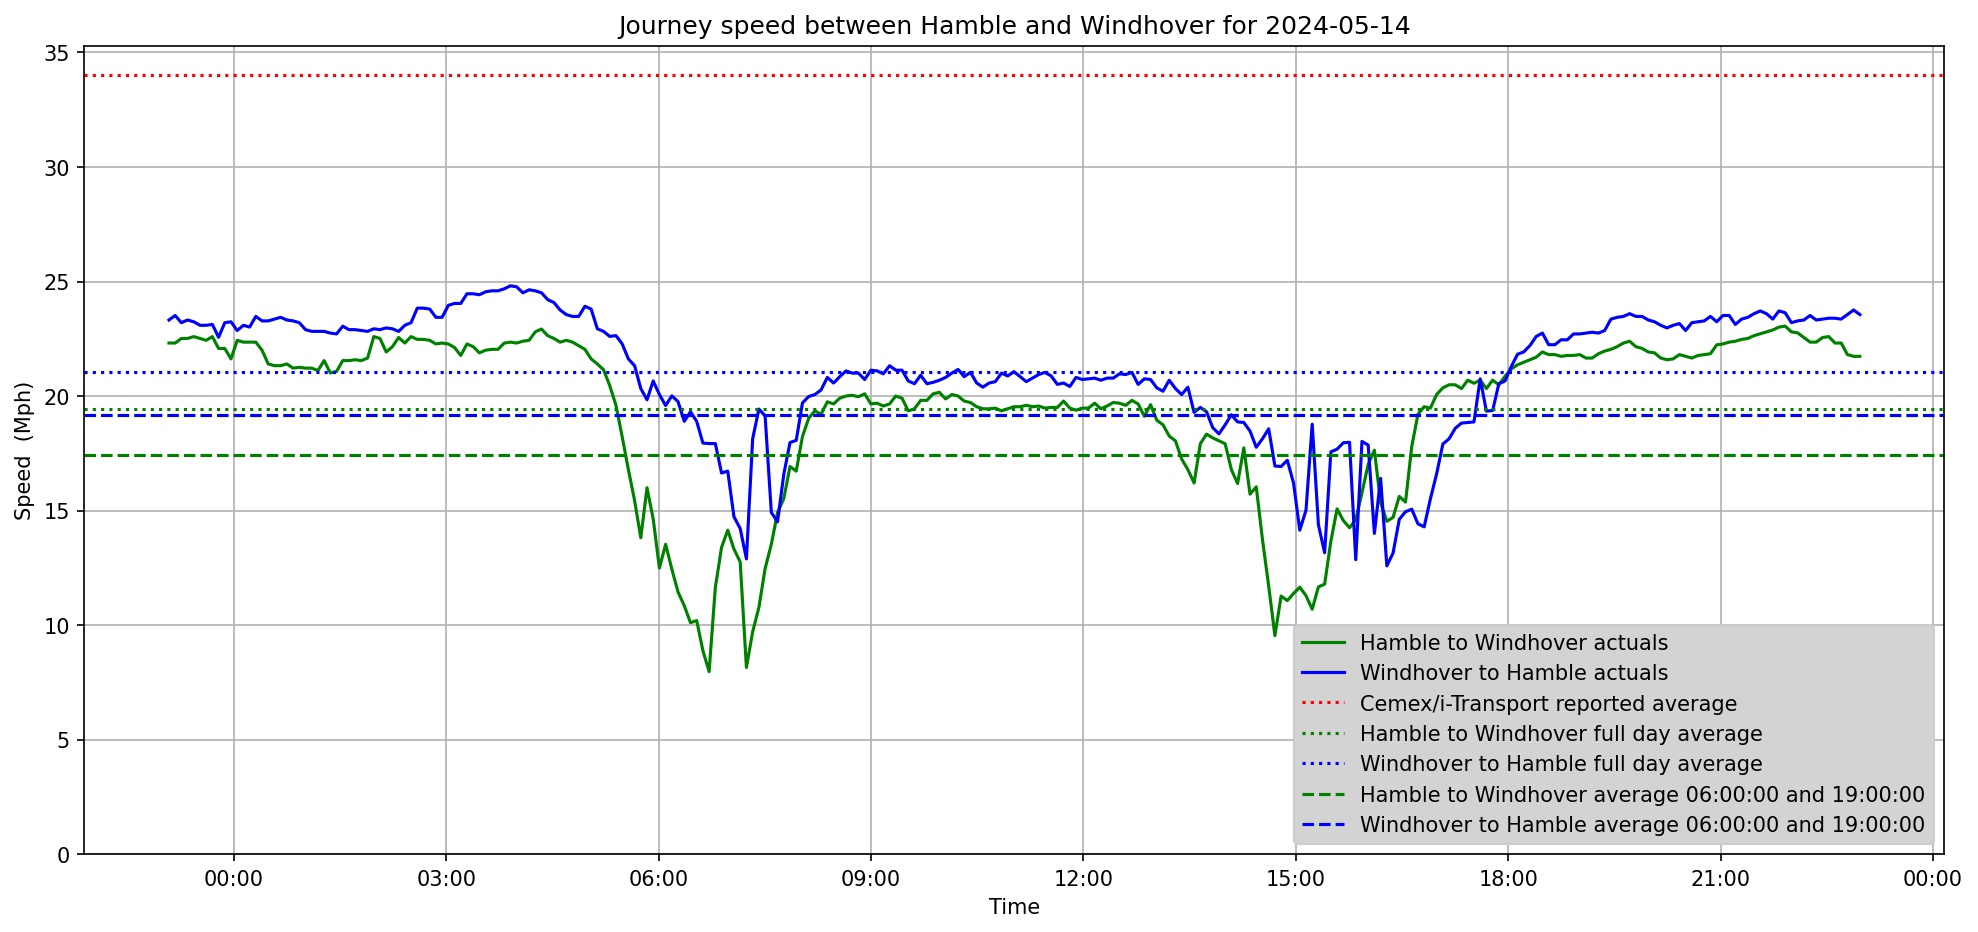 Journey speed between Hamble and Windhover for 2024-05-14
35
30
25
20
15
10
5
0
Speed (Mph)
Hamble to Windhover actuals
Windhover to Hamble actuals
Cemex/i-Transport reported average
Hamble to Windhover full day average
Windhover to Hamble full day average
Hamble to Windhover average 06:00:00 and 19:00:00
Windhover to Hamble average 06:00:00 and 19:00:00
00:00 03:00 06:00 09:00 12:00 15:00 18:00 21:00 00:00
Time